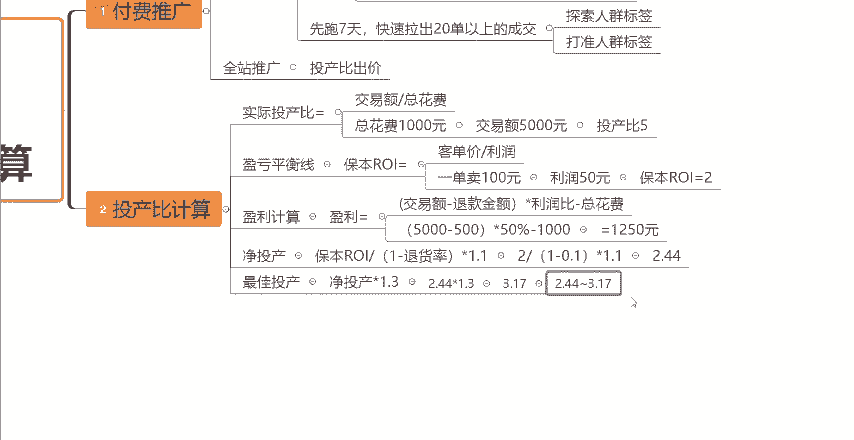 1 付费推广
先跑7天，快速拉出20单以上的成交
探索人群标签
打准人群标签
全站推广 投产比出价
算
2 投产比计算
实际投产比=
交易额/总花费
总花费1000元 交易额5000元 投产比5
盈亏平衡线 保本ROI=
客单价/利润
一单卖100元 利润50元 保本ROI=2
盈利计算 盈利=
(交易额-退款金额）*利润比-总花费
（5000-500）*50%-1000 =1250元
净投产 保本ROI/（1-退货率）*1.1 2/（1-0.1）*1.1 2.44
最佳投产 净投产*1.3 2.44*1.3 3.17 2.44~3.17